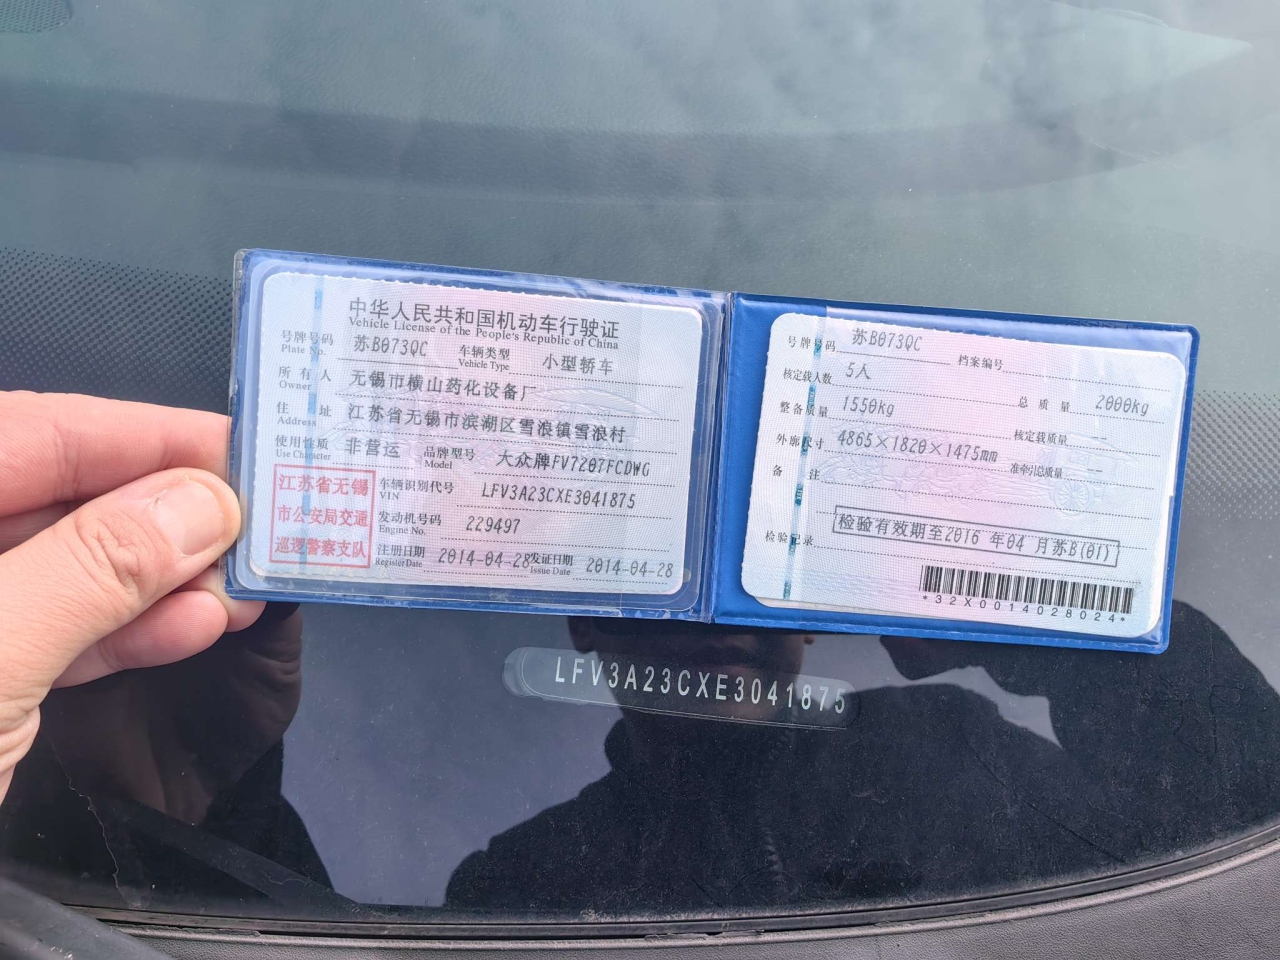 中华人民共和国机动车行驶证
Vehicle License of the People's Republic of China
号牌号码 苏B073QC 车辆类型 小型轿车
Plate No. Vehicle Type
所有人 无锡市横山药化设备厂
Owner
住址 江苏省无锡市滨湖区雪浪镇雪浪村
Address
使用性质 非营运 品牌型号 大众牌FV7207FCDWG
Use Character Model
江苏省无锡
市公安局交通
巡逻警察支队
车辆识别代号 LFV3A23CXE3041875
VIN
发动机号码 229497
Engine No.
注册日期 2014-04-28 发证日期 2014-04-28
Register Date Issue Date
号牌号码 苏B073QC 档案编号
核定载人数 5人 总质量 2000kg
整备质量 1550kg 核定载质量 --
外廓尺寸 4865×1820×1475mm 准牵引总质量 --
备注
检验记录 检验有效期至2016 年04 月苏B(01)
*32X0014028024*
LFV3A23CXE3041875